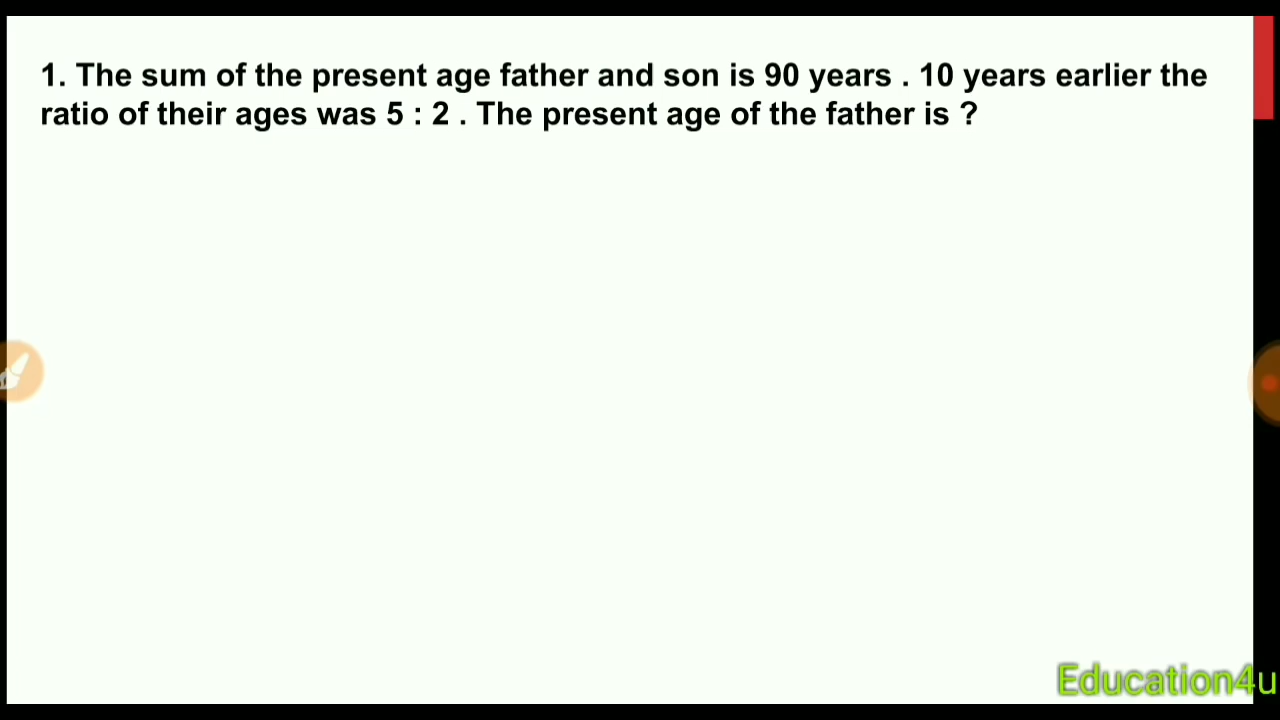 1. The sum of the present age father and son is 90 years . 10 years earlier the
ratio of their ages was 5 : 2 . The present age of the father is ?
Education4u